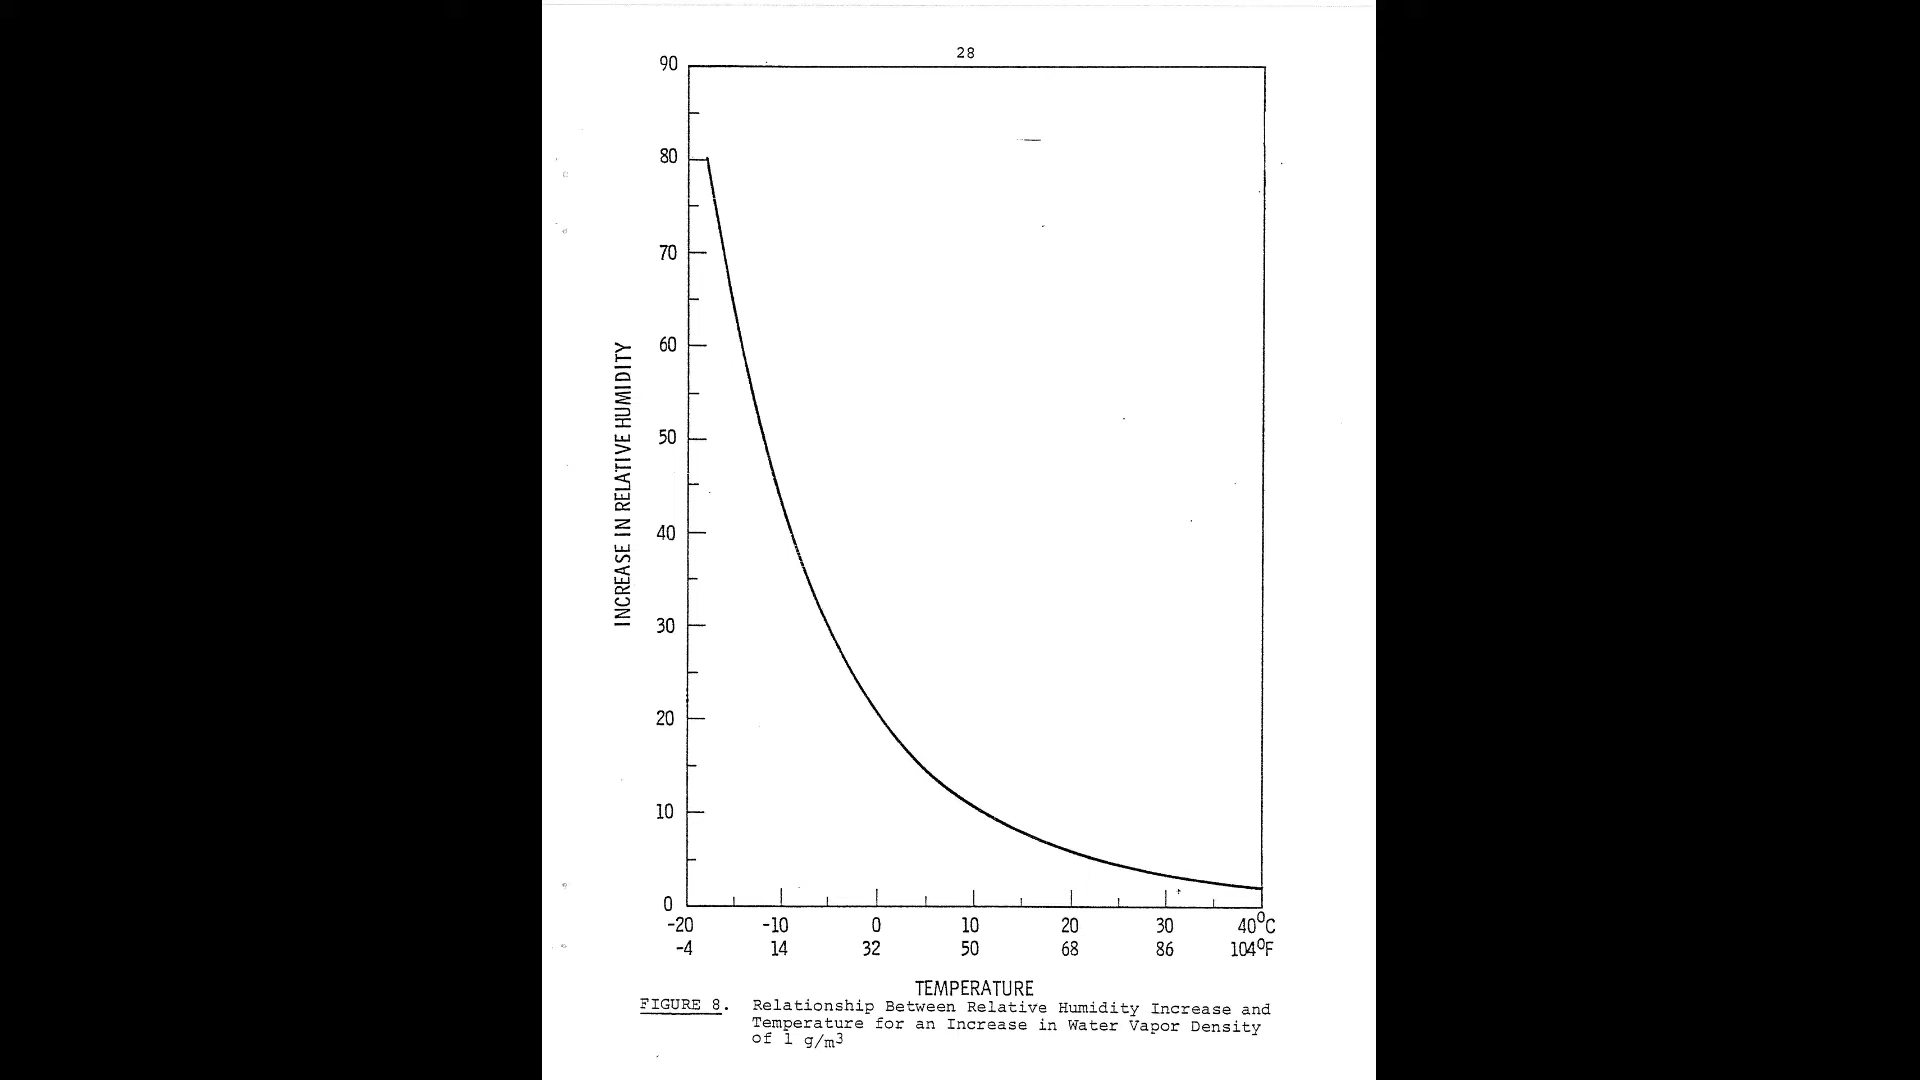 28
90
80
70
60
50
40
30
20
10
0
INCREASE IN RELATIVE HUMIDITY
-20 -10 0 10 20 30 40ºC
-4 14 32 50 68 86 104ºF
TEMPERATURE
FIGURE 8. Relationship Between Relative Humidity Increase and
Temperature for an Increase in Water Vapor Density
of 1 g/m3